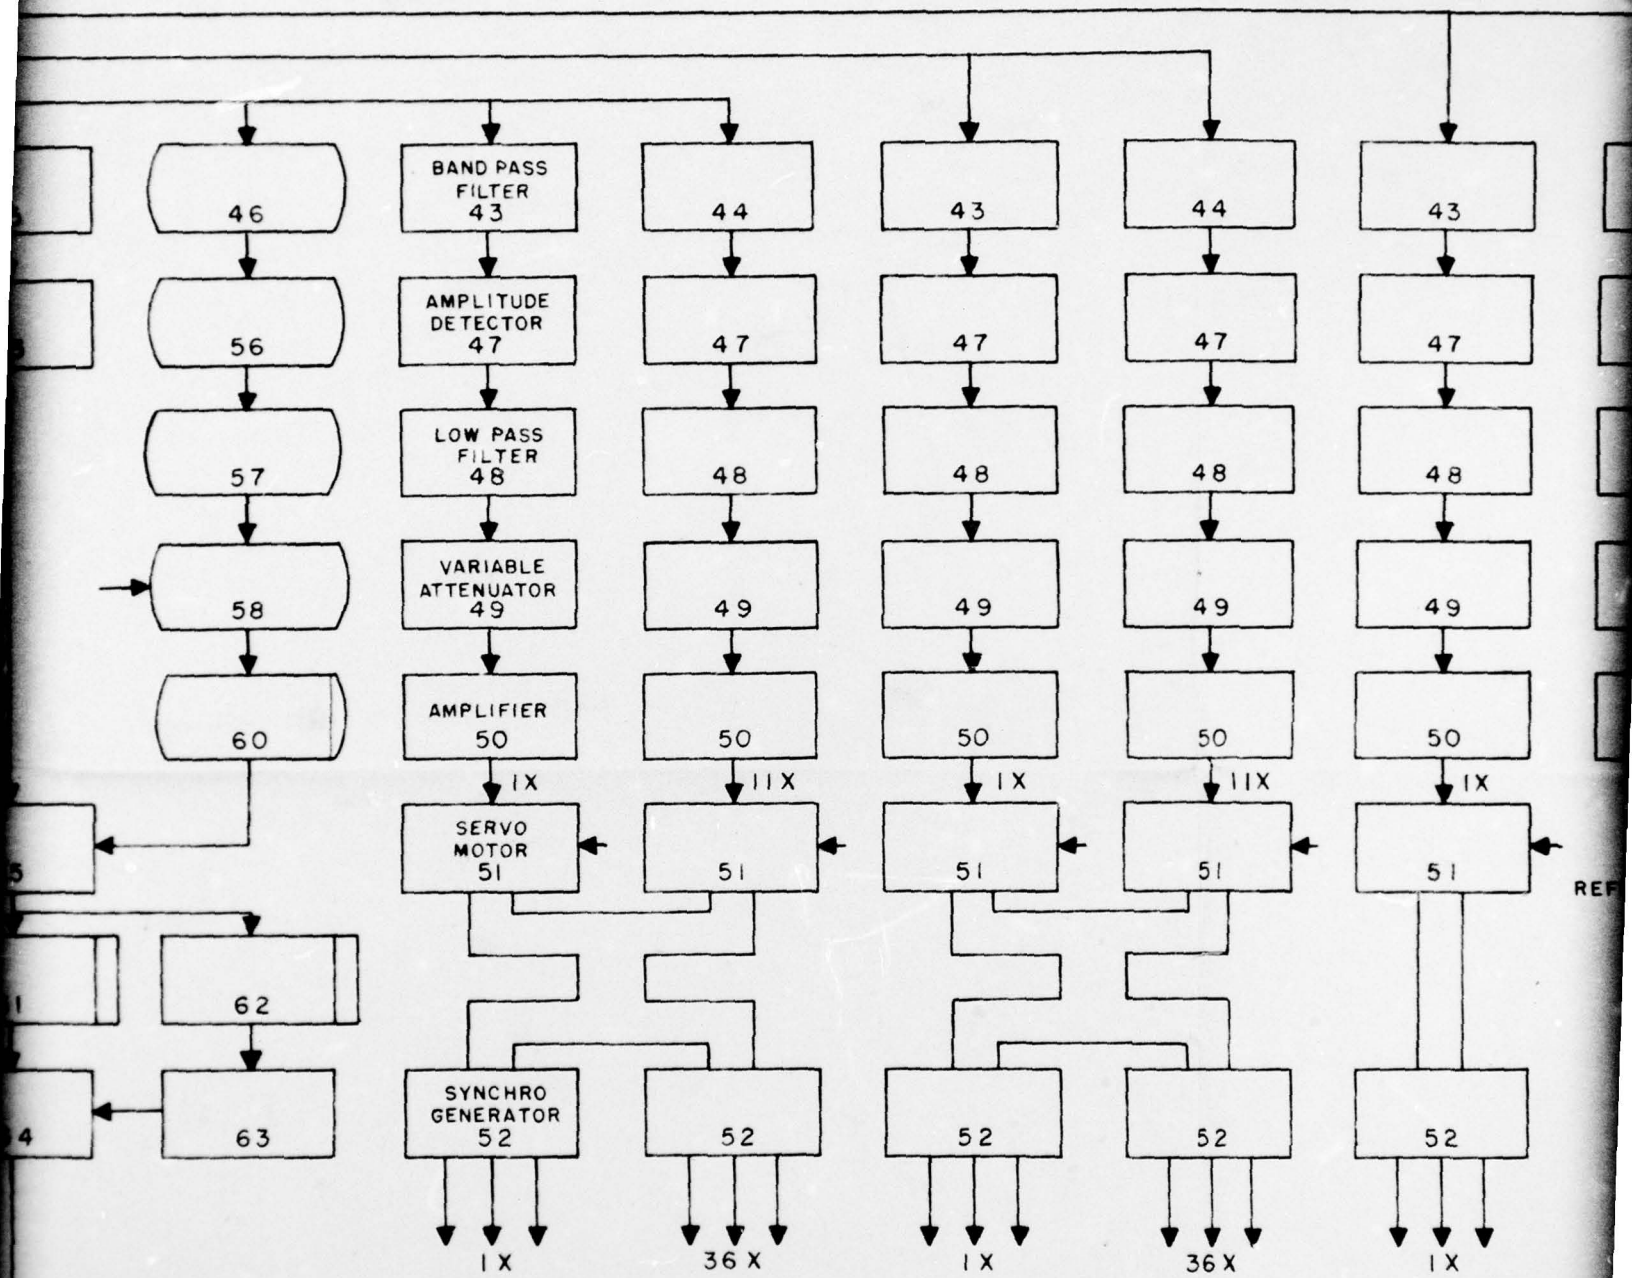 46
BAND PASS
FILTER
43
44
43
44
43
56
AMPLITUDE
DETECTOR
47
47
47
47
47
57
LOW PASS
FILTER
48
48
48
48
48
58
VARIABLE
ATTENUATOR
49
49
49
49
49
60
AMPLIFIER
50
50
50
50
50
1X
11X
1X
11X
1X
SERVO
MOTOR
51
51
51
51
51
REF
62
SYNCHRO
GENERATOR
52
63
52
52
52
52
1X
36X
1X
36X
1X